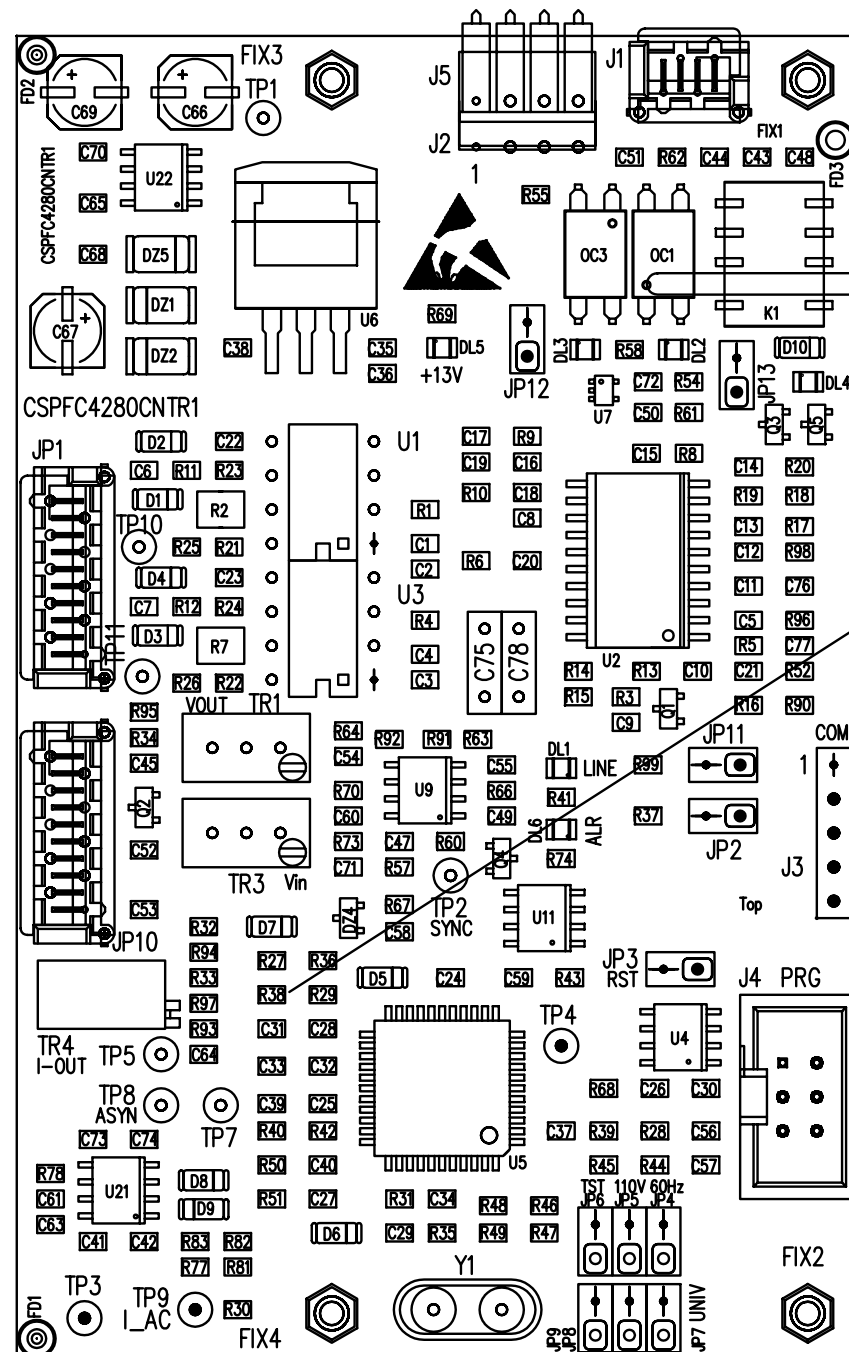 FIX3
J5
J1
FD2
C69
C66
TP1
J2
FIX1
C70
U22
C51
R62
C44
C43
C48
FD3
CSPFC4280CNTR1
1
C65
R55
C68
DZ5
OC3
OC1
DZ1
K1
C67
U6
R69
DZ2
C38
C35
DL5
DL3
R58
DL2
D10
C36
+13V
JP12
JP13
C72
R54
DL4
U7
CSPFC4280CNTR1
C50
R61
Q3
Q5
JP1
D2
C22
U1
C17
R9
C6
R11
R23
C19
C16
C15
R8
C14
R20
D1
R2
R10
C18
R19
R18
TP10
R1
C8
C13
R17
R25
R21
C1
C12
R98
D4
C23
C2
R6
C20
C11
C76
C7
R12
R24
U3
R4
C5
R96
TP11
D3
R7
C75
C78
R5
C77
C4
U2
R26
R22
C3
R14
R13
C10
C21
R52
R95
VOUT
TR1
R15
R3
Q1
R16
R90
R34
R64
R92
R91
R63
C9
JP11
COM
C45
C54
DL1
LINE
R99
1
Q2
R70
U9
C55
R66
R41
C60
C49
DL6
ALR
R37
C52
R73
C47
R60
Q4
JP2
TR3
Vin
C71
R57
R74
J3
C53
TP2
SYNC
R67
DZ4
C58
U11
Top
R32
D7
JP10
R94
R27
R36
JP3
RST
R33
D5
C24
C59
R43
J4
PRG
R97
R38
R29
TP4
R93
C31
C28
U4
TR4
I-OUT
TP5
C64
C33
C32
TP8
ASYN
TP7
R68
C26
C30
C39
C25
C73
C74
R40
R42
C37
R39
R28
C56
R78
U21
D8
R50
C40
U5
R45
R44
C57
C61
D9
R51
C27
R31
C34
R48
R46
TST
110V
60Hz
JP6
JP5
JP4
C63
C41
C42
R83
R82
D6
C29
R35
R49
R47
R77
R81
Y1
FIX2
FD1
TP3
TP9
I_AC
R30
FIX4
JP9
JP8
JP7
UNIV